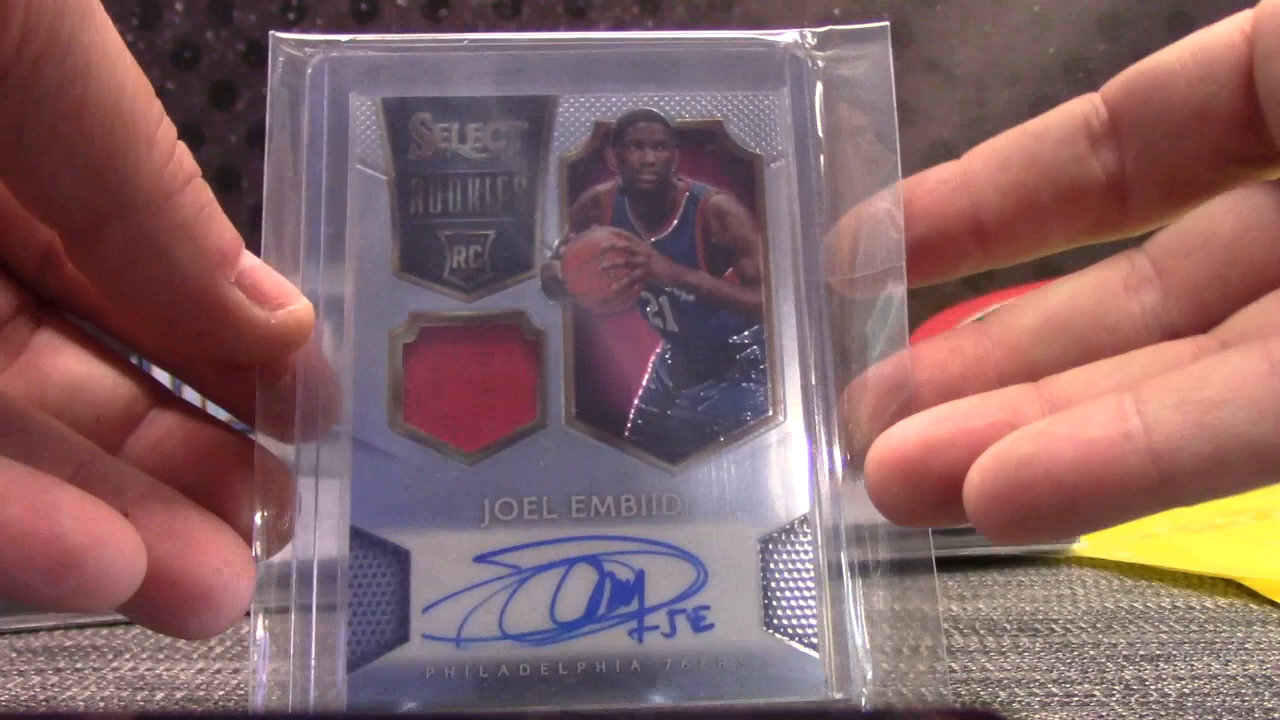 SELECT
ROOKIES
RC
21
JOEL EMBIID
PHILADELPHIA 76ERS